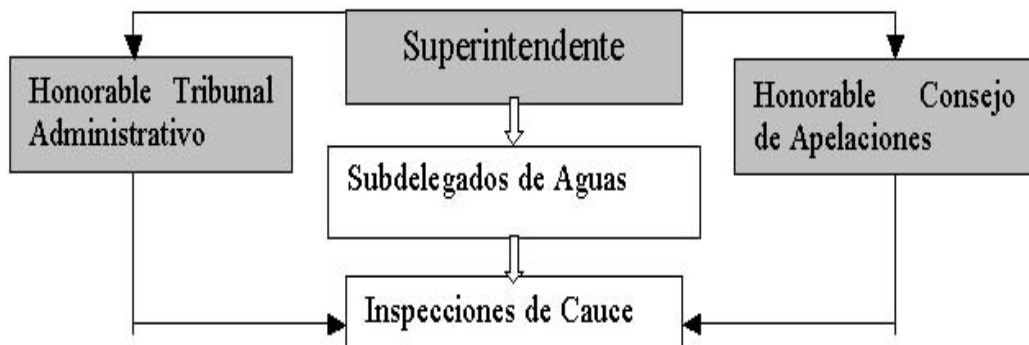 Superintendente
Honorable Tribunal
Administrativo
Honorable Consejo
de Apelaciones
Subdelegados de Aguas
Inspecciones de Cauce